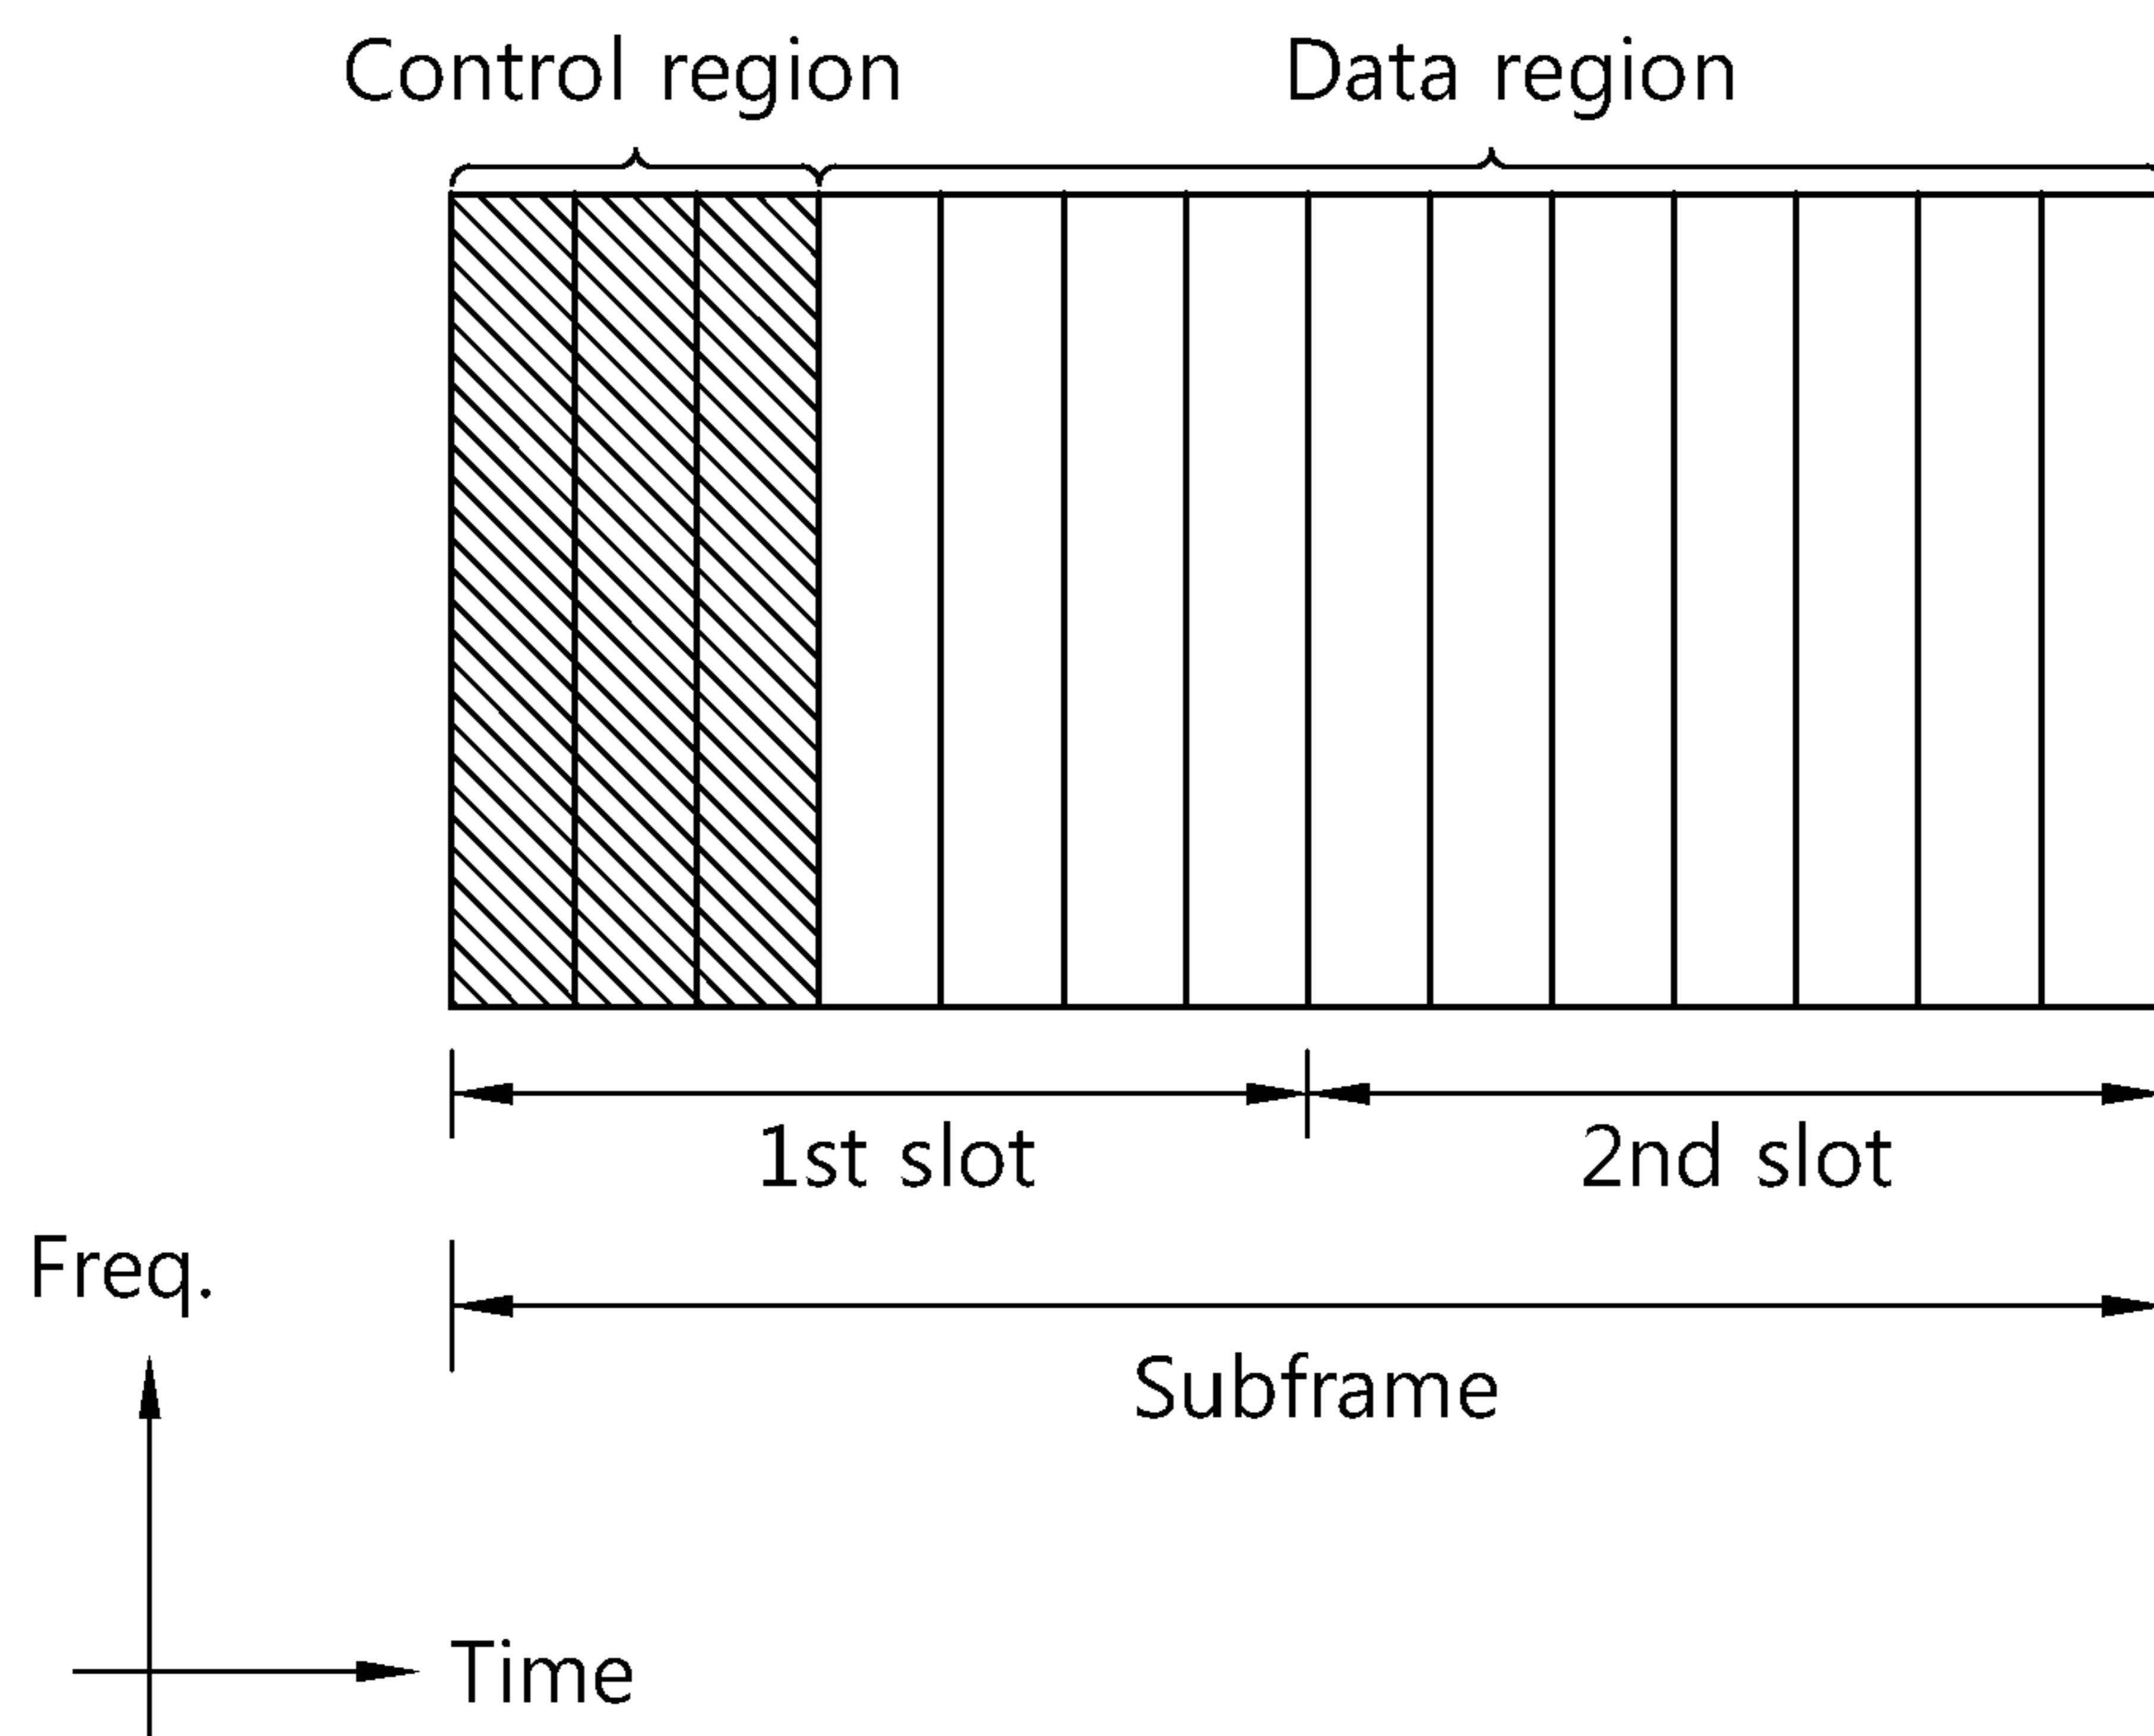 Control region
Data region
1st slot
2nd slot
Freq.
Subframe
Time